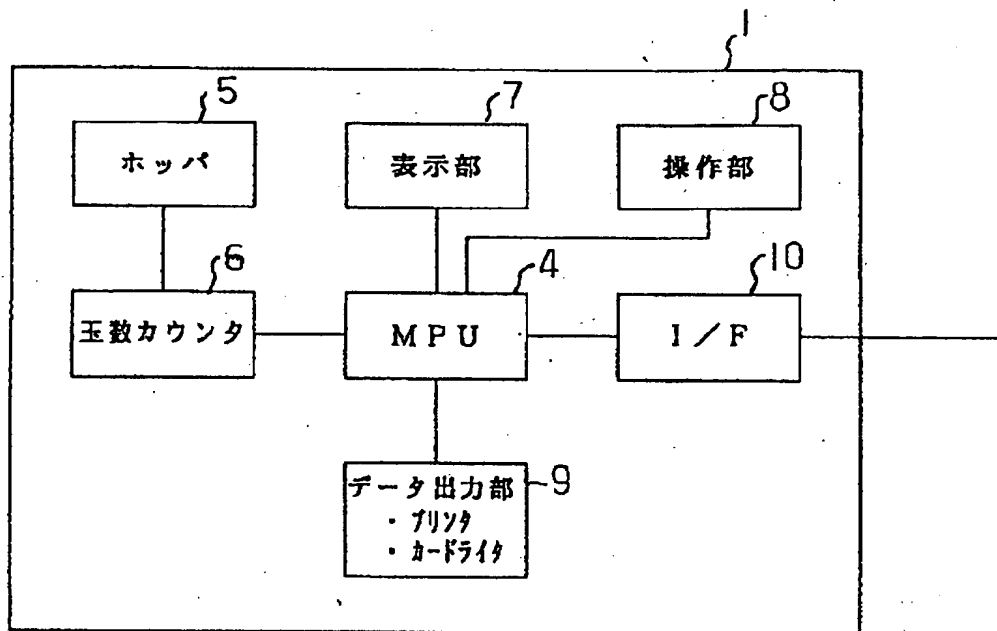 1
5
7
8
ホッパ
表示部
操作部
6
4
10
玉数カウンタ
MPU
I/F
データ出力部
9
・プリンタ
・カードライタ